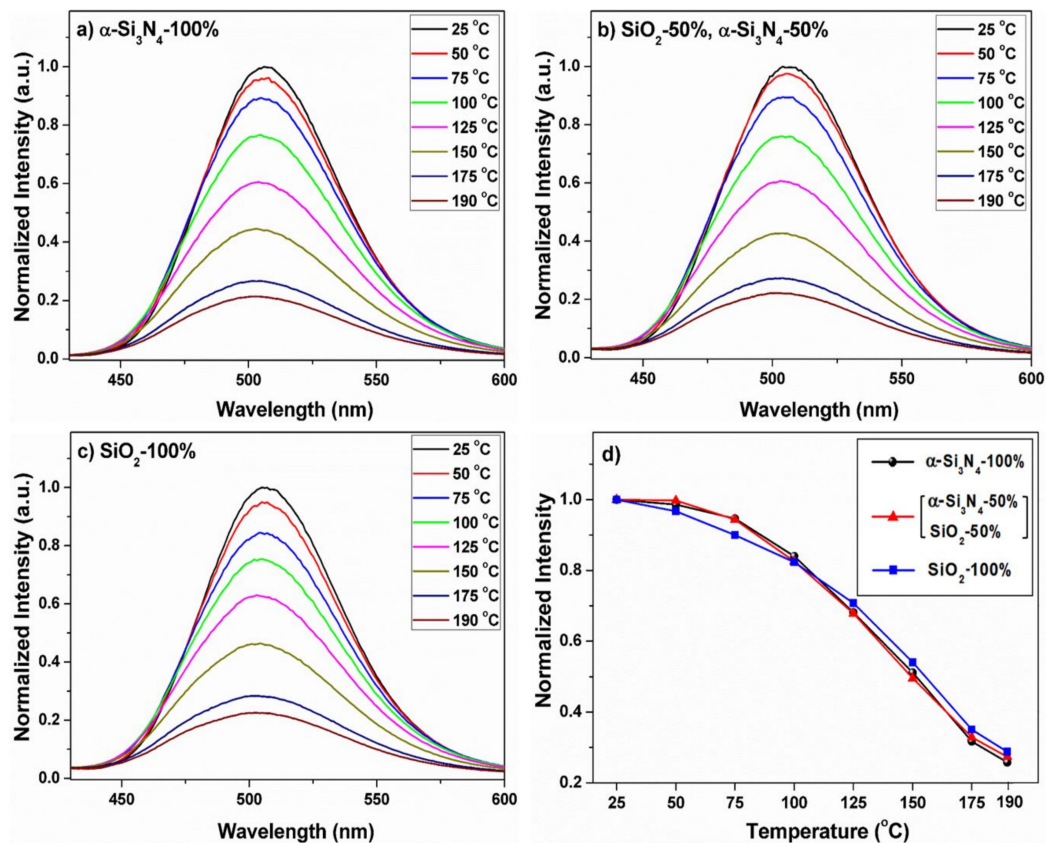 a) α-Si₃N₄-100%
25 °C
50 °C
75 °C
100 °C
125 °C
150 °C
175 °C
190 °C
Normalized Intensity (a.u.)
1.0
0.8
0.6
0.4
0.2
0.0
450 500 550 600
Wavelength (nm)
b) SiO₂-50%, α-Si₃N₄-50%
25 °C
50 °C
75 °C
100 °C
125 °C
150 °C
175 °C
190 °C
Normalized Intensity (a.u.)
1.0
0.8
0.6
0.4
0.2
0.0
450 500 550 600
Wavelength (nm)
c) SiO₂-100%
25 °C
50 °C
75 °C
100 °C
125 °C
150 °C
175 °C
190 °C
Normalized Intensity (a.u.)
1.0
0.8
0.6
0.4
0.2
0.0
450 500 550 600
Wavelength (nm)
d)
α-Si₃N₄-100%
α-Si₃N₄-50%
SiO₂-50%
SiO₂-100%
Normalized Intensity
1.0
0.8
0.6
0.4
0.2
25 50 75 100 125 150 175 190
Temperature (°C)